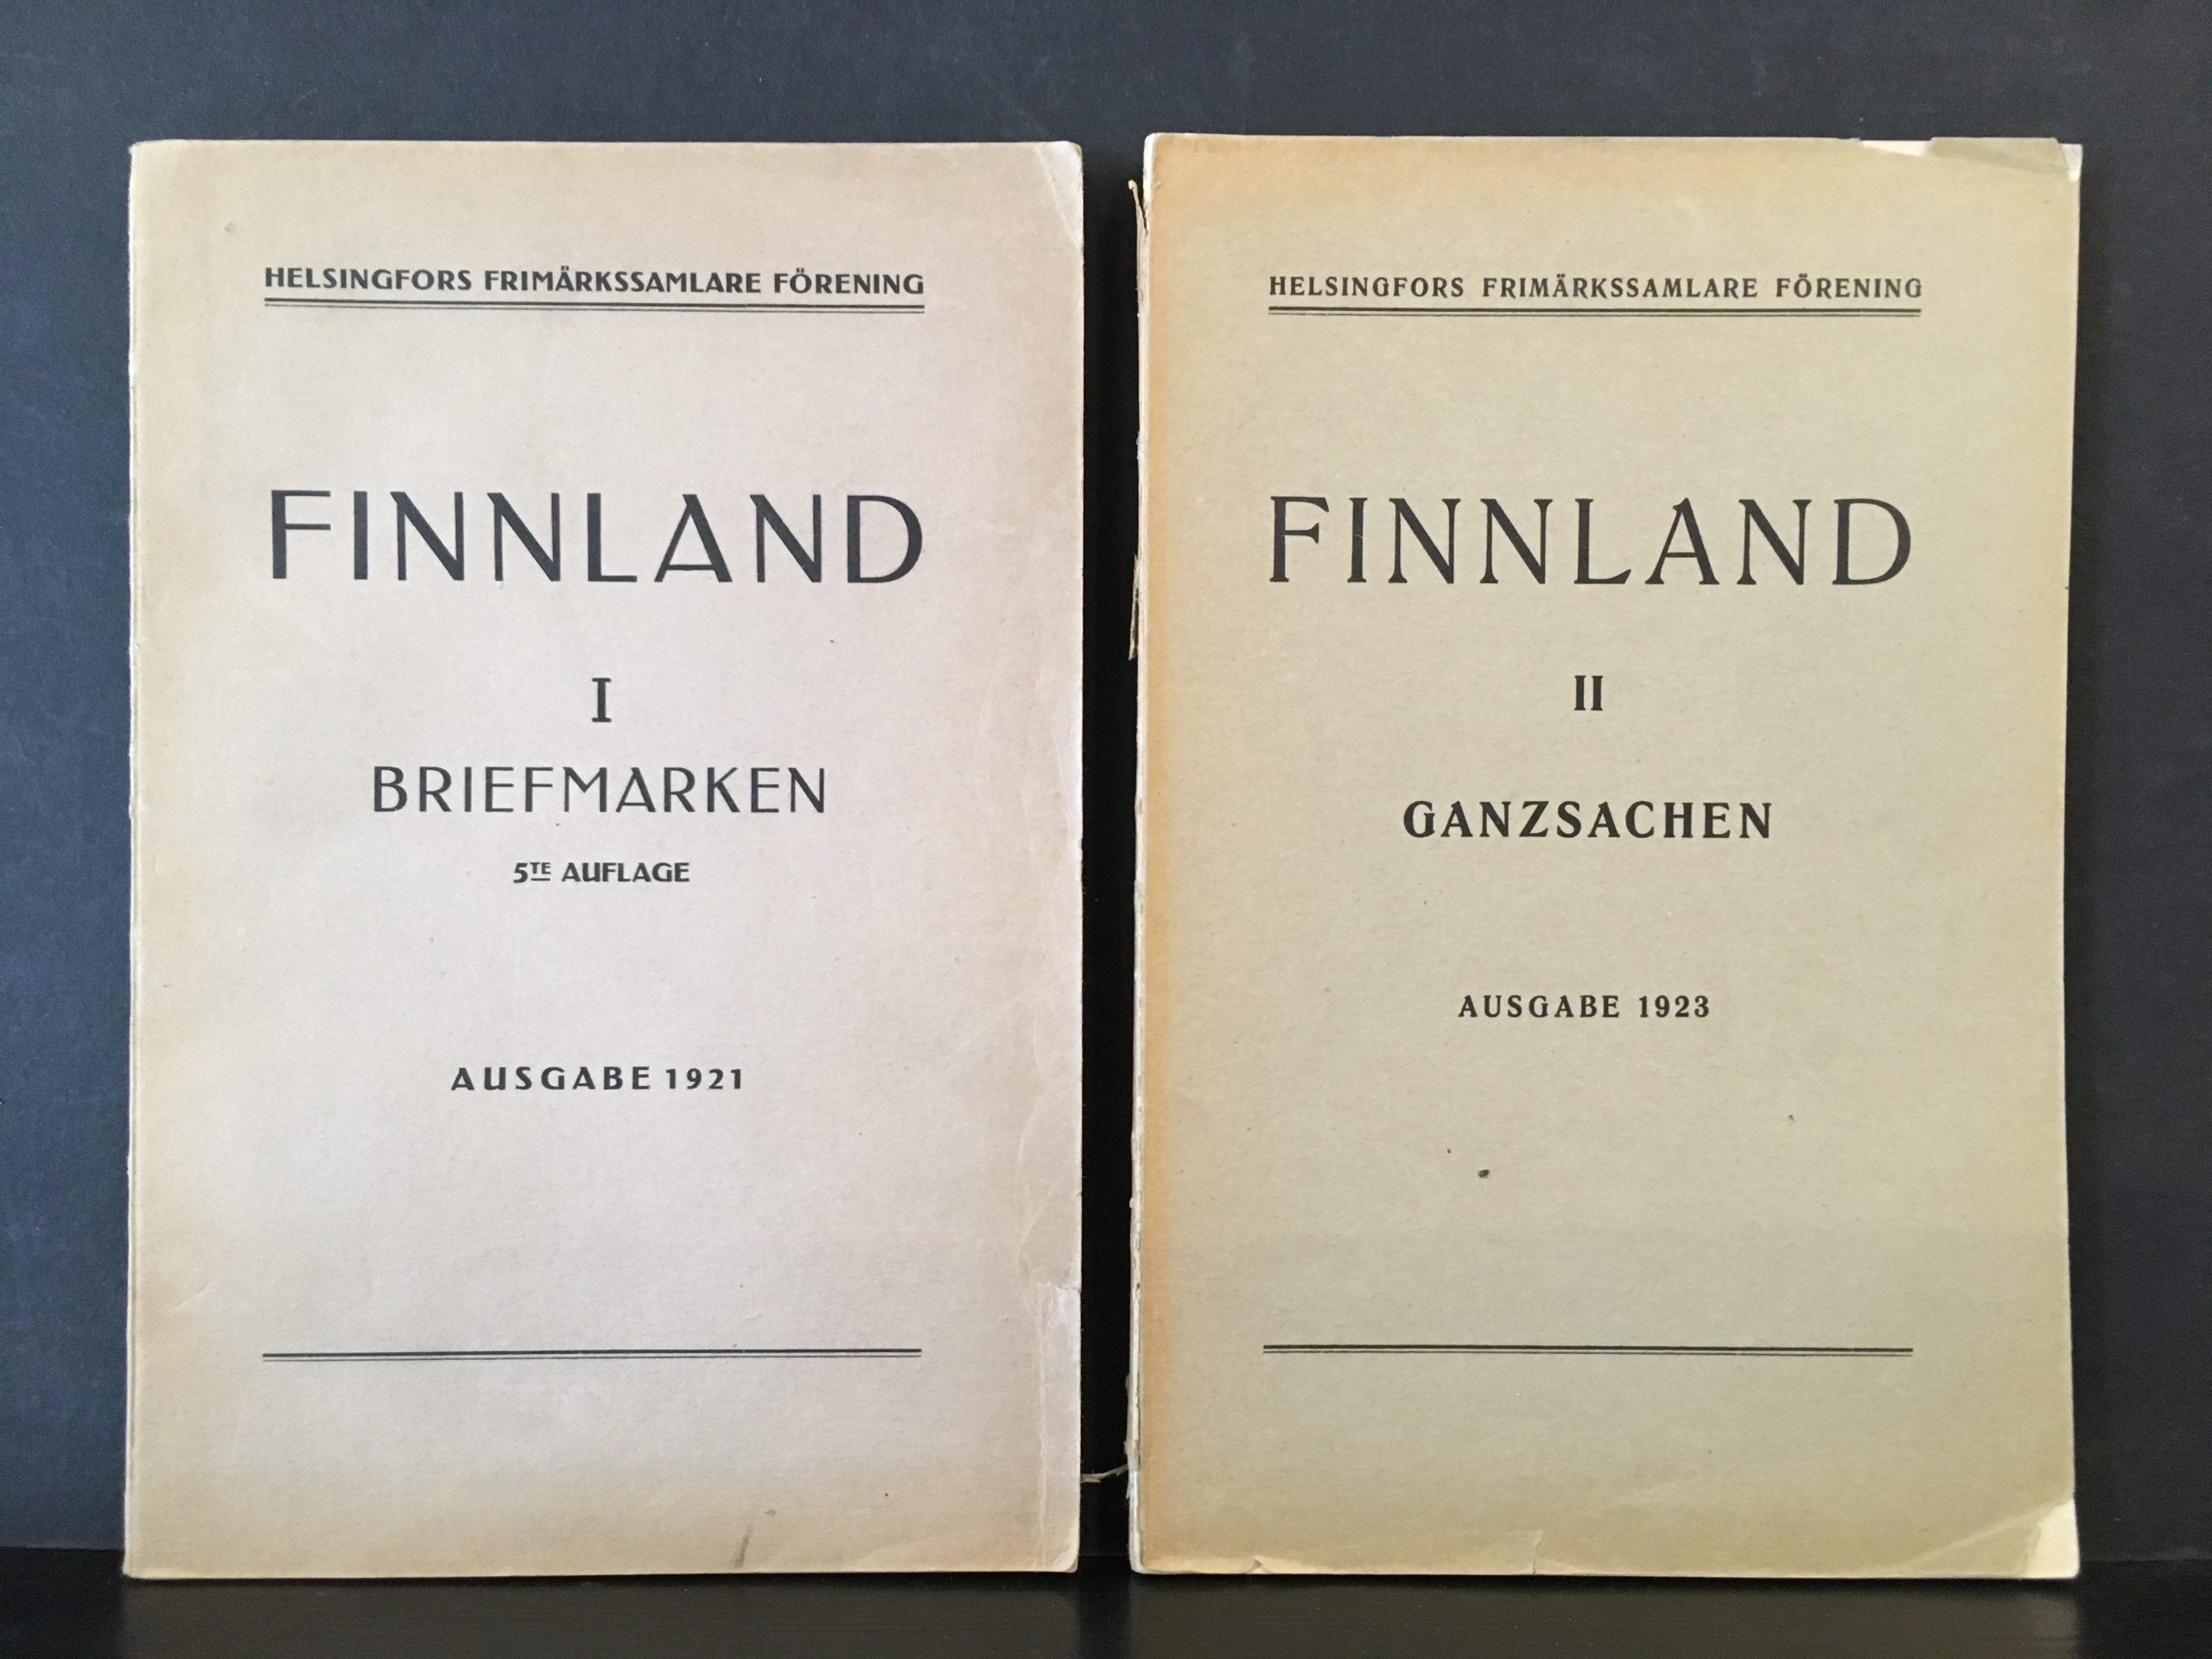 HELSINGFORS FRIMÄRKSSAMLARE FÖRENING
FINNLAND
I
BRIEFMARKEN
5TE AUFLAGE
AUSGABE 1921
HELSINGFORS FRIMÄRKSSAMLARE FÖRENING
FINNLAND
II
GANZSACHEN
AUSGABE 1923